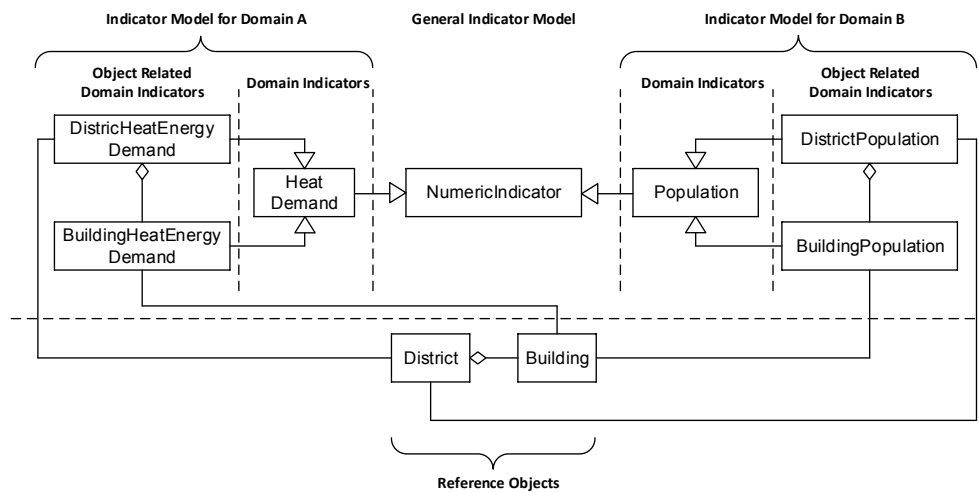 Indicator Model for Domain A
General Indicator Model
Indicator Model for Domain B
Object Related
Domain Indicators
Domain Indicators
Domain Indicators
Object Related
Domain Indicators
DistricHeatEnergy
Demand
DistrictPopulation
Heat
Demand
NumericIndicator
Population
BuildingHeatEnergy
Demand
BuildingPopulation
District
Building
Reference Objects